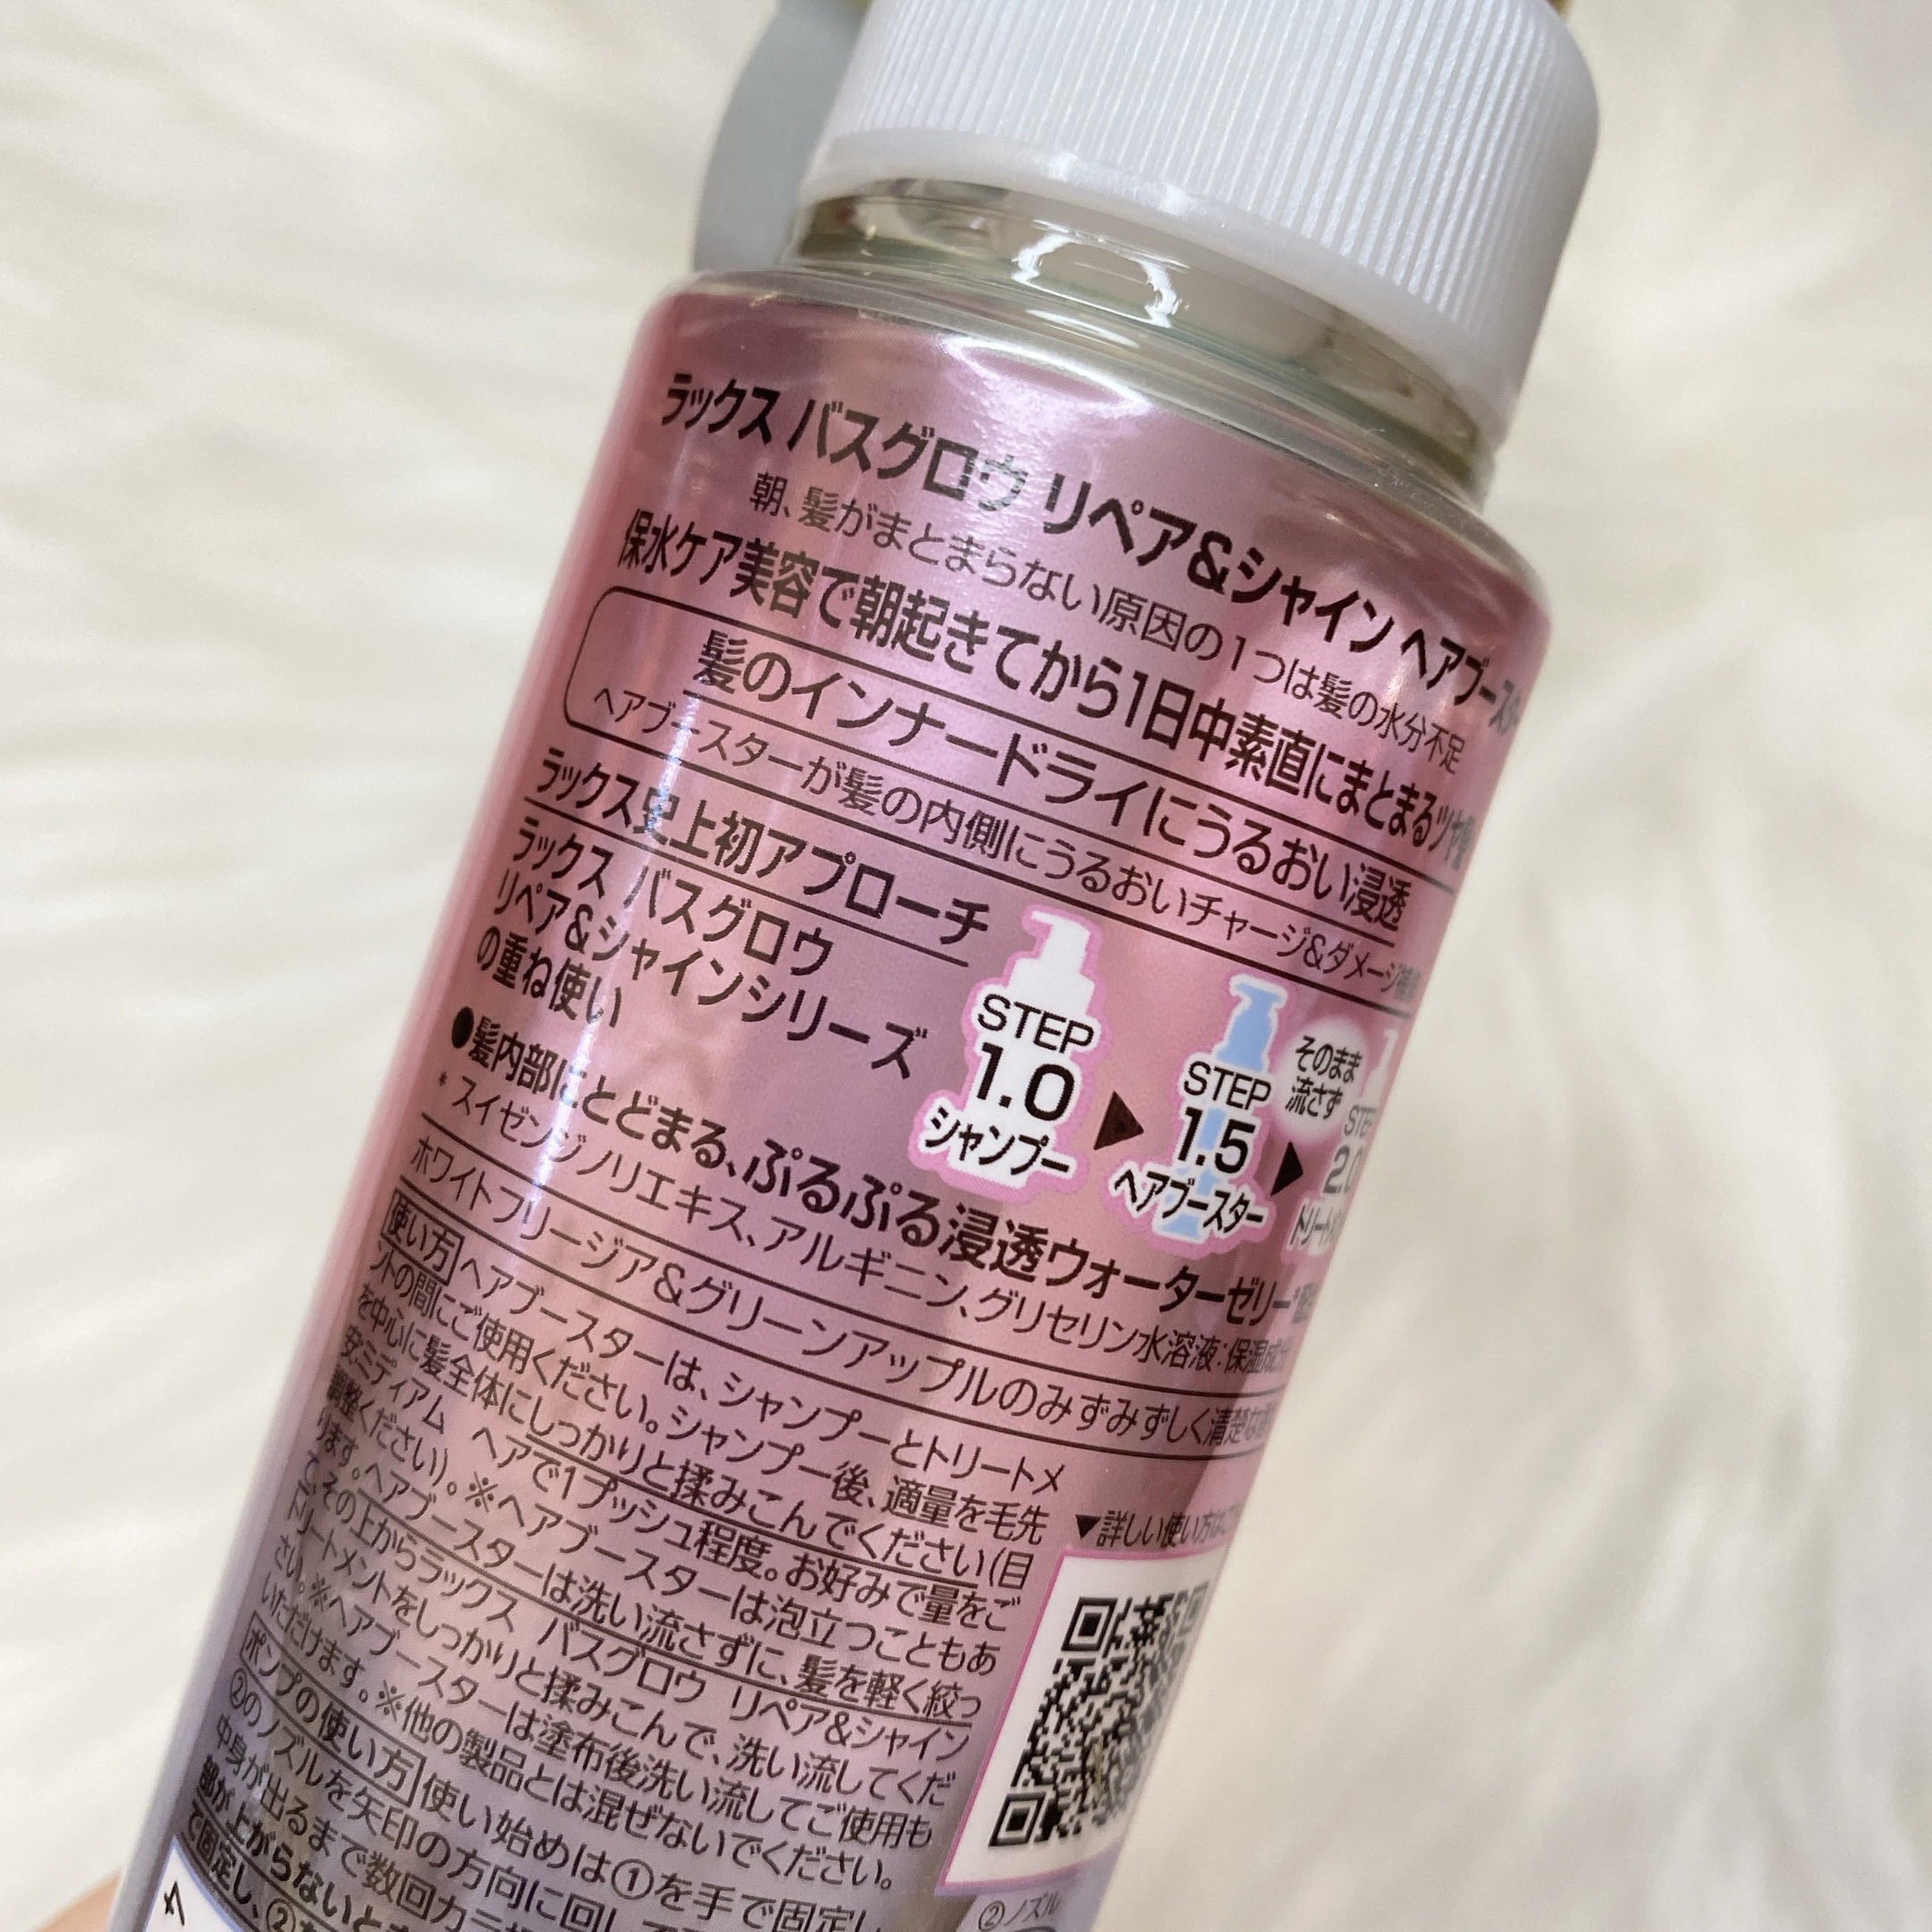 ラックス バスグロウ リペア&シャイン ヘアブースター
朝、髪がまとまらない原因の1つは髪の水分不足
保水ケア美容で朝起きてから1日中素直にまとまるツヤ髪
髪のインナードライにうるおい浸透
ヘアブースターが髪の内側にうるおいチャージ&ダメージ補修
ラックス史上初アプローチ
ラックス バスグロウ
リペア&シャインシリーズ
の重ね使い
STEP
1.0
シャンプー
STEP
1.5
ヘアブースター
そのまま
流さず
2.0
●髪内部にとどまる、ぷるぷる浸透ウォーターゼリー*
* スイゼンジノリエキス、アルギニン、グリセリン水溶液:保湿成分
ホワイトフリージア&グリーンアップルのみずみずしく清楚な
使い方 ヘアブースターは、シャンプーとトリートメ
ントの間にご使用ください。シャンプー後、適量を毛先
を中心に髪全体にしっかりと揉みこんでください(目
安ミディアム ヘアで1プッシュ程度。お好みで量をご
調整ください)。※ヘアブースターは泡立つこともあ
ります。ヘアブースターは洗い流さずに、髪を軽く絞っ
て、その上からラックス バスグロウ リペア&シャイン
トリートメントをしっかりと揉みこんで、洗い流してくだ
さい。※ヘアブースターは塗布後洗い流してご使用も
いただけます。※他の製品とは混ぜないでください。
▼詳しい使い方は
ポンプの使い方 使い始めは①を手で固定し、
②のノズルを矢印の方向に回し
中身が出るまで数回
部が上がらないとき
て固定し、②
②ノズル